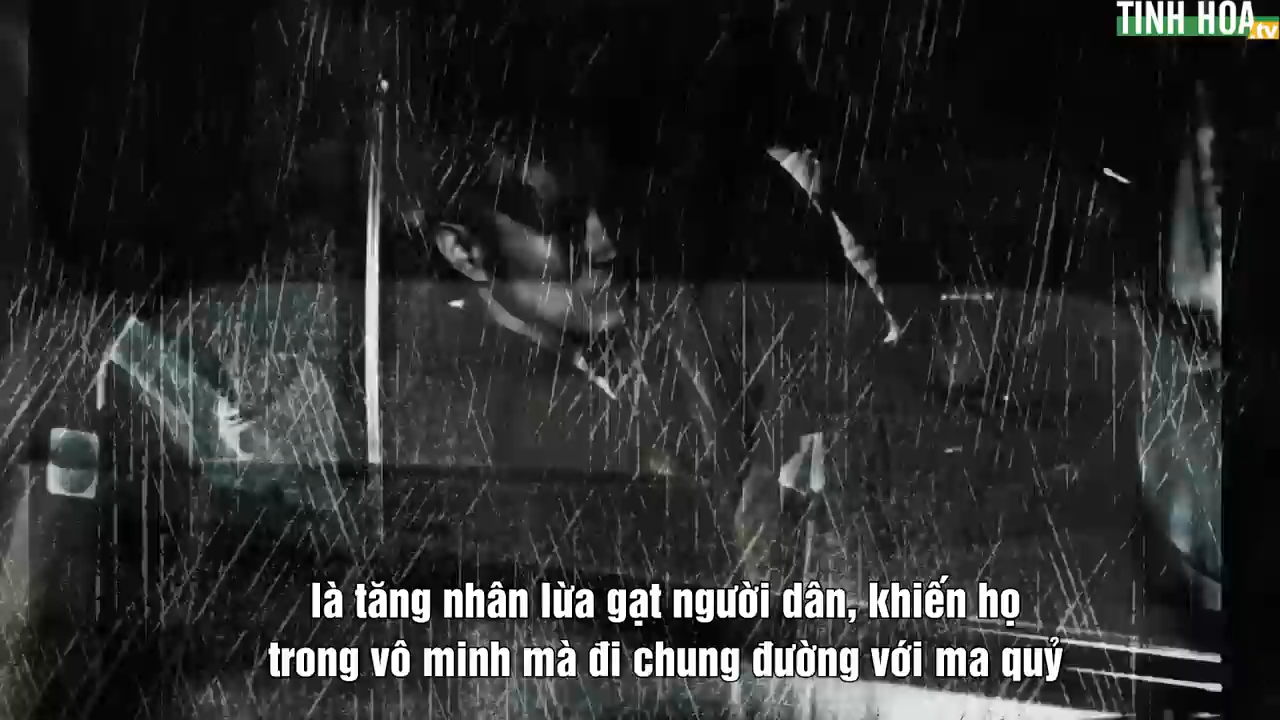 TINH HOA
.tv
là tăng nhân lừa gạt người dân, khiến họ
trong vô minh mà đi chung đường với ma quỷ